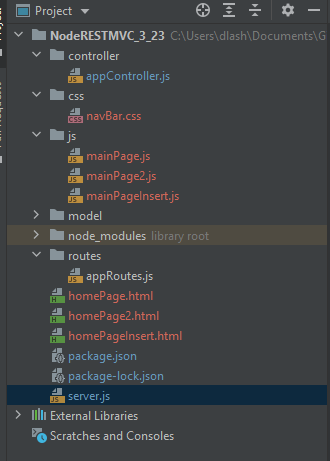 Project
NodeRESTMVC_3_23 C:\Users\dlash\Documents\G
controller
appController.js
css
navBar.css
js
mainPage.js
mainPage2.js
mainPageInsert.js
model
node_modules library root
routes
appRoutes.js
homePage.html
homePage2.html
homePageInsert.html
package.json
package-lock.json
server.js
External Libraries
Scratches and Consoles